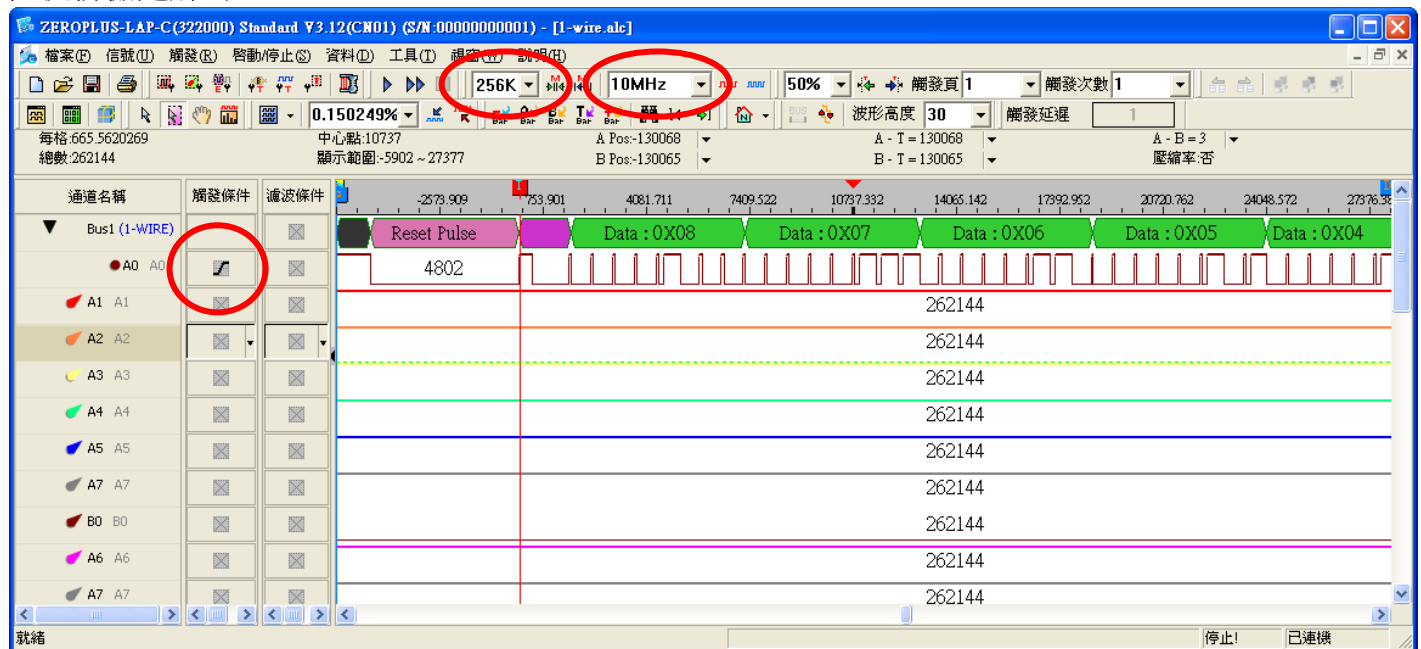 ZEROPLUS-LAP-C(322000) Standard V3.12(CN01) (S/N:00000000001) - [1-wire.alc]
檔案(F) 信號(U) 觸發(R) 啓動/停止(S) 資料(D) 工具(T) 視窗(W) 說明(H)
256K 10MHz 50% 觸發頁 1 觸發次數 1
0.150249% Bar Bar Bar Bar Bar 波形高度 30 觸發延遲 1
每格:665.5620269 中心點:10737 A Pos:-130068 A - T = 130068 A - B = 3
總數:262144 顯示範圍:-5902 ~ 27377 B Pos:-130065 B - T = 130065 壓縮率:否
通道名稱 觸發條件 濾波條件 -2573.909 753.901 4081.711 7409.522 10737.332 14065.142 17392.952 20720.762 24048.572 27376.38
Bus1 (1-WIRE) Reset Pulse Data : 0X08 Data : 0X07 Data : 0X06 Data : 0X05 Data : 0X04
A0 A0 4802
A1 A1 262144
A2 A2 262144
A3 A3 262144
A4 A4 262144
A5 A5 262144
A7 A7 262144
B0 B0 262144
A6 A6 262144
A7 A7 262144
就緒 停止! 已連機